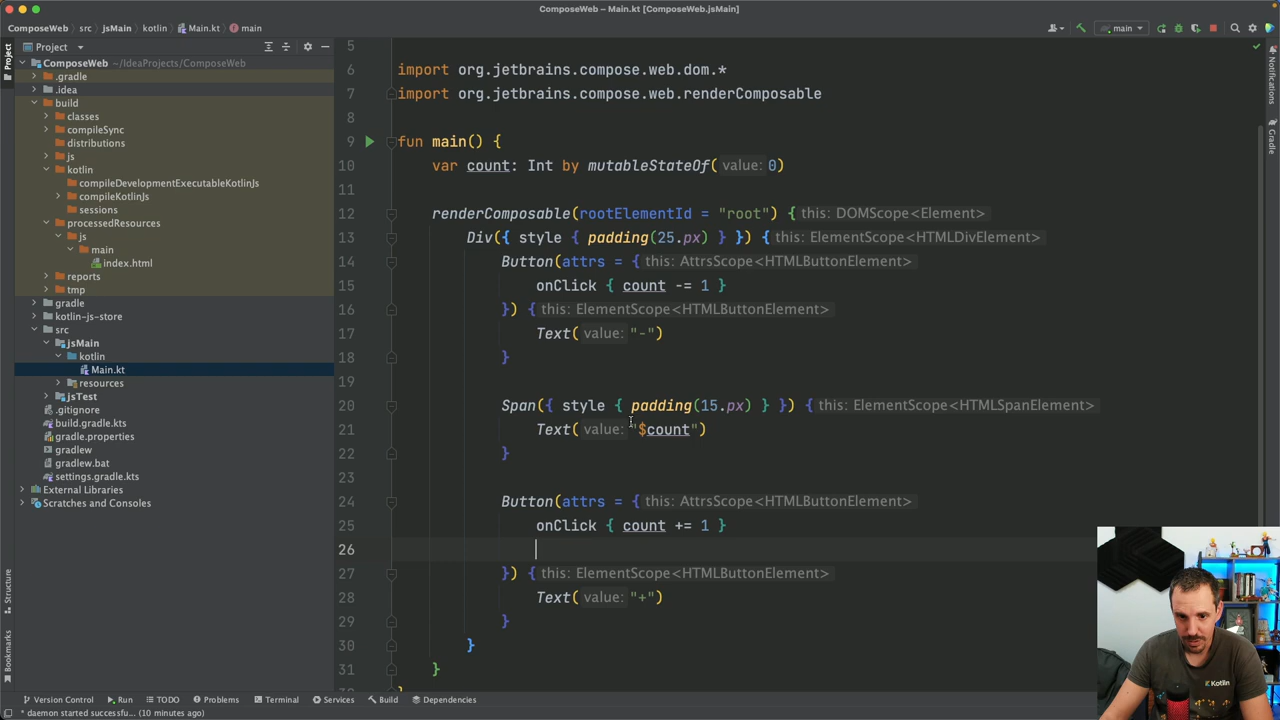 ComposeWeb – Main.kt [ComposeWeb.jsMain]
ComposeWeb src jsMain kotlin Main.kt main
main
Project
ComposeWeb ~/IdeaProjects/ComposeWeb
.gradle
.idea
build
classes
compileSync
distributions
js
kotlin
compileDevelopmentExecutableKotlinJs
compileKotlinJs
sessions
processedResources
js
main
index.html
reports
tmp
gradle
kotlin-js-store
src
jsMain
kotlin
Main.kt
resources
jsTest
.gitignore
build.gradle.kts
gradle.properties
gradlew
gradlew.bat
settings.gradle.kts
External Libraries
Scratches and Consoles
Project
Structure
Bookmarks
5
6 import org.jetbrains.compose.web.dom.*
7 import org.jetbrains.compose.web.renderComposable
8
9 fun main() {
10 var count: Int by mutableStateOf( value: 0)
11
12 renderComposable(rootElementId = "root") { this: DOMScope<Element>
13 Div({ style { padding(25.px) } }) { this: ElementScope<HTMLDivElement>
14 Button(attrs = { this: AttrsScope<HTMLButtonElement>
15 onClick { count -= 1 }
16 }) { this: ElementScope<HTMLButtonElement>
17 Text( value: "-")
18 }
19
20 Span({ style { padding(15.px) } }) { this: ElementScope<HTMLSpanElement>
21 Text( value: "$count")
22 }
23
24 Button(attrs = { this: AttrsScope<HTMLButtonElement>
25 onClick { count += 1 }
26
27 }) { this: ElementScope<HTMLButtonElement>
28 Text( value: "+")
29 }
30 }
31 }
Notifications
Gradle
Kotlin
Version Control Run TODO Problems Terminal Services Build Dependencies
* daemon started successfu... (10 minutes ago)